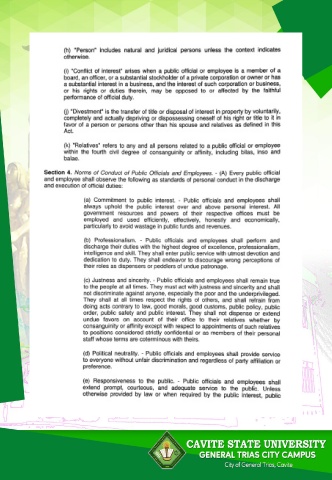 (h) "Person" includes natural and juridical persons unless the context indicates
otherwise.
(i) "Conflict of interest" arises when a public official or employee is a member of a
board, an officer, or a substantial stockholder of a private corporation or owner or has
a substantial interest in a business, and the interest of such corporation or business,
or his rights or duties therein, may be opposed to or affected by the faithful
performance of official duty.
(j) "Divestment" is the transfer of title or disposal of interest in property by voluntarily,
completely and actually depriving or dispossessing oneself of his right or title to it in
favor of a person or persons other than his spouse and relatives as defined in this
Act.
(k) "Relatives" refers to any and all persons related to a public official or employee
within the fourth civil degree of consanguinity or affinity, including bilas, inso and
balae.
Section 4. Norms of Conduct of Public Officials and Employees. - (A) Every public official
and employee shall observe the following as standards of personal conduct in the discharge
and execution of official duties:
(a) Commitment to public interest. - Public officials and employees shall
always uphold the public interest over and above personal interest. All
government resources and powers of their respective offices must be
employed and used efficiently, effectively, honestly and economically,
particularly to avoid wastage in public funds and revenues.
(b) Professionalism. - Public officials and employees shall perform and
discharge their duties with the highest degree of excellence, professionalism,
intelligence and skill. They shall enter public service with utmost devotion and
dedication to duty. They shall endeavor to discourage wrong perceptions of
their roles as dispensers or peddlers of undue patronage.
(c) Justness and sincerity. - Public officials and employees shall remain true
to the people at all times. They must act with justness and sincerity and shall
not discriminate against anyone, especially the poor and the underprivileged.
They shall at all times respect the rights of others, and shall refrain from
doing acts contrary to law, good morals, good customs, public policy, public
order, public safety and public interest. They shall not dispense or extend
undue favors on account of their office to their relatives whether by
consanguinity or affinity except with respect to appointments of such relatives
to positions considered strictly confidential or as members of their personal
staff whose terms are coterminous with theirs.
(d) Political neutrality. - Public officials and employees shall provide service
to everyone without unfair discrimination and regardless of party affiliation or
preference.
(e) Responsiveness to the public. - Public officials and employees shall
extend prompt, courteous, and adequate service to the public. Unless
otherwise provided by law or when required by the public interest, public
CAVITE STATE UNIVERSITY
GENERAL TRIAS CITY CAMPUS
City of General Trias, Cavite